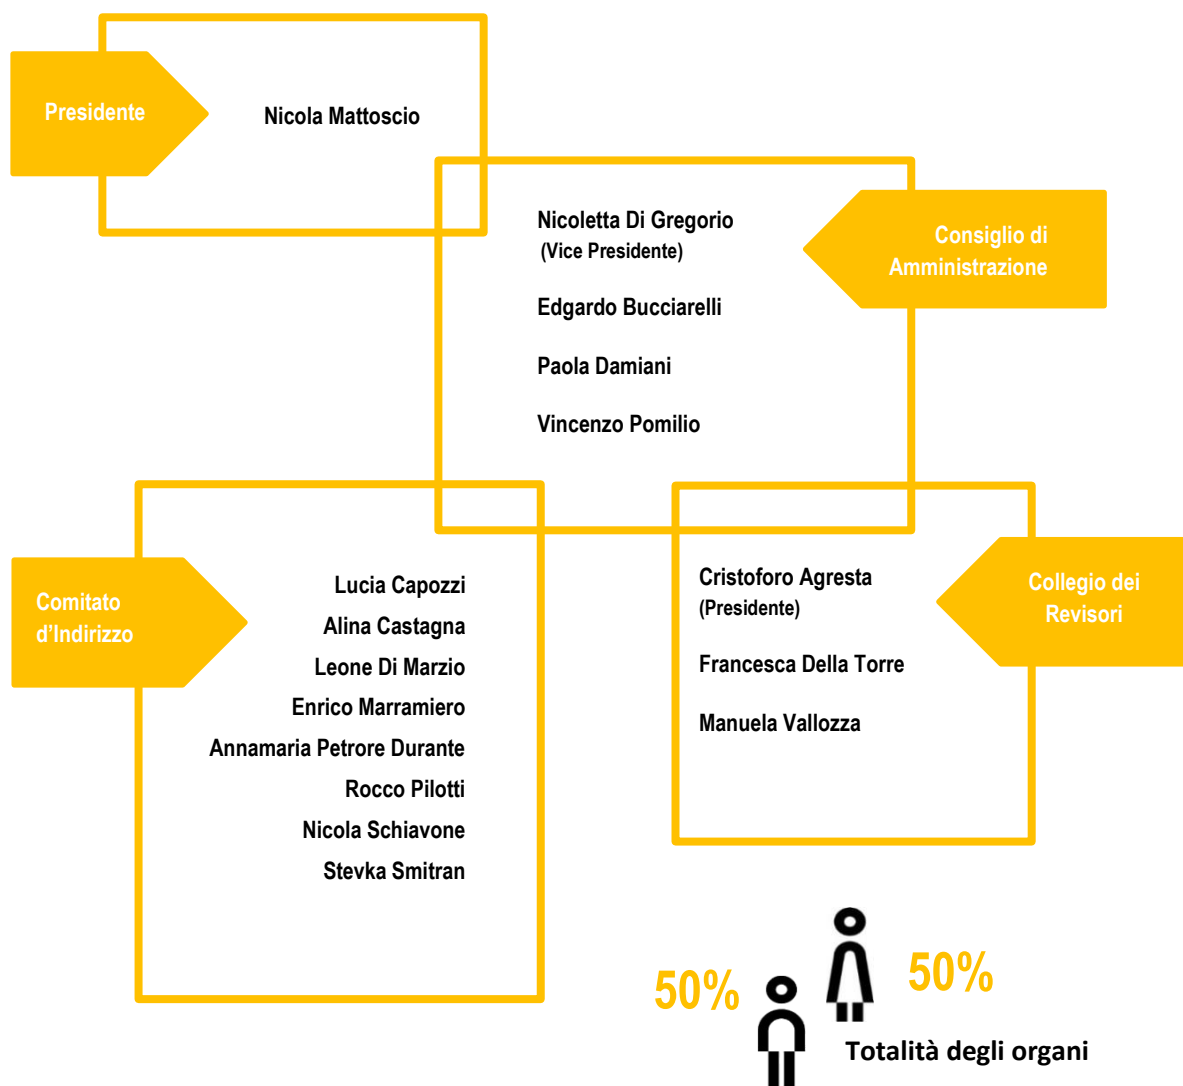 Presidente
Nicola Mattoscio
Nicoletta Di Gregorio
(Vice Presidente)
Edgardo Bucciarelli
Paola Damiani
Vincenzo Pomilio
Consiglio di
Amministrazione
Comitato
d’Indirizzo
Lucia Capozzi
Alina Castagna
Leone Di Marzio
Enrico Marramiero
Annamaria Petrore Durante
Rocco Pilotti
Nicola Schiavone
Stevka Smitran
Cristoforo Agresta
(Presidente)
Francesca Della Torre
Manuela Vallozza
Collegio dei
Revisori
50%
50%
Totalità degli organi